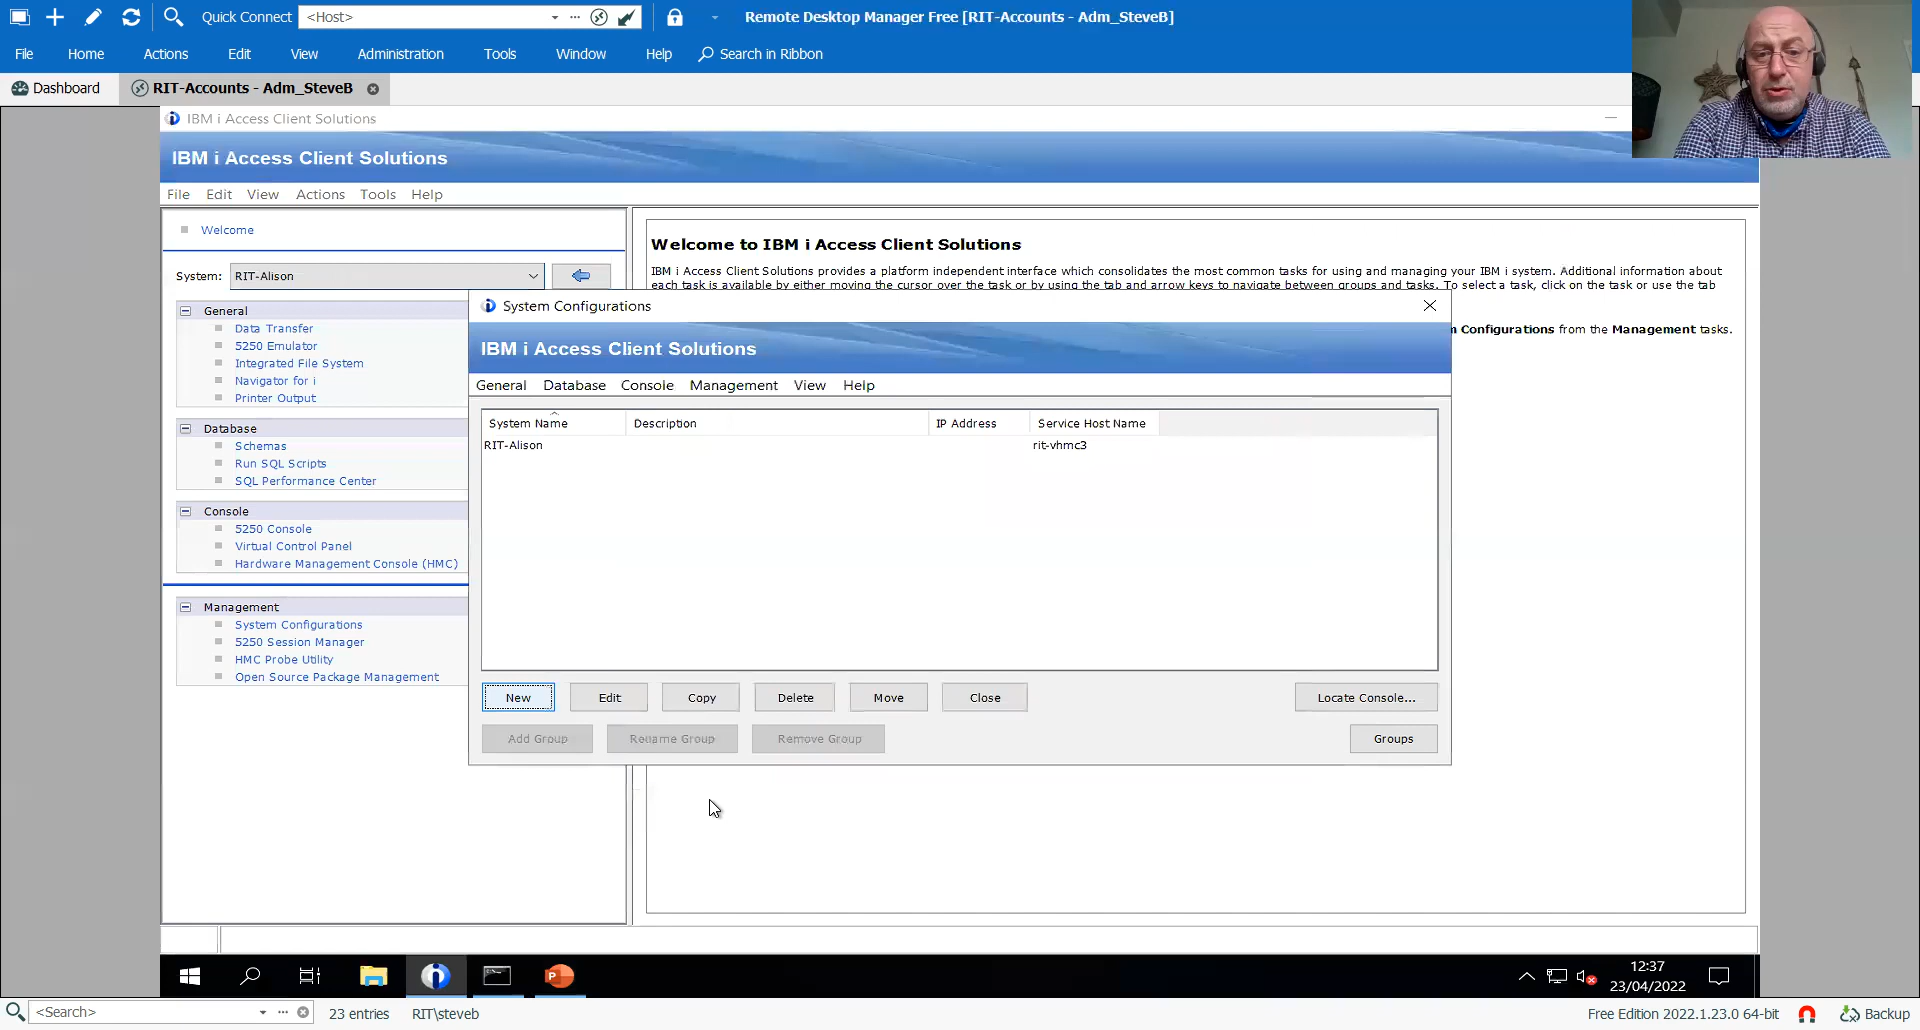 Quick Connect <Host> Remote Desktop Manager Free [RIT-Accounts - Adm_SteveB]
File Home Actions Edit View Administration Tools Window Help Search in Ribbon
Dashboard RIT-Accounts - Adm_SteveB
IBM i Access Client Solutions
IBM i Access Client Solutions
File Edit View Actions Tools Help
Welcome
System: RIT-Alison
General
Data Transfer
5250 Emulator
Integrated File System
Navigator for i
Printer Output
Database
Schemas
Run SQL Scripts
SQL Performance Center
Console
5250 Console
Virtual Control Panel
Hardware Management Console (HMC)
Management
System Configurations
5250 Session Manager
HMC Probe Utility
Open Source Package Management
Welcome to IBM i Access Client Solutions
IBM i Access Client Solutions provides a platform independent interface which consolidates the most common tasks for using and managing your IBM i system. Additional information about
each task is available by either moving the cursor over the task or by using the tab and arrow keys to navigate between groups and tasks. To select a task, click on the task or use the tab
Configurations from the Management tasks.
System Configurations
IBM i Access Client Solutions
General Database Console Management View Help
System Name Description IP Address Service Host Name
RIT-Alison rit-vhmc3
New Edit Copy Delete Move Close Locate Console...
Add Group Rename Group Remove Group Groups
12:37
23/04/2022
<Search> 23 entries RIT\steveb Free Edition 2022.1.23.0 64-bit Backup